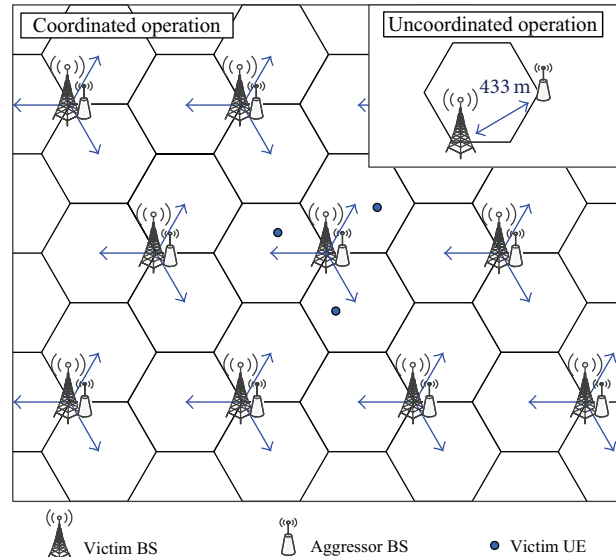 Coordinated operation
Uncoordinated operation
433 m
Victim BS
Aggressor BS
Victim UE